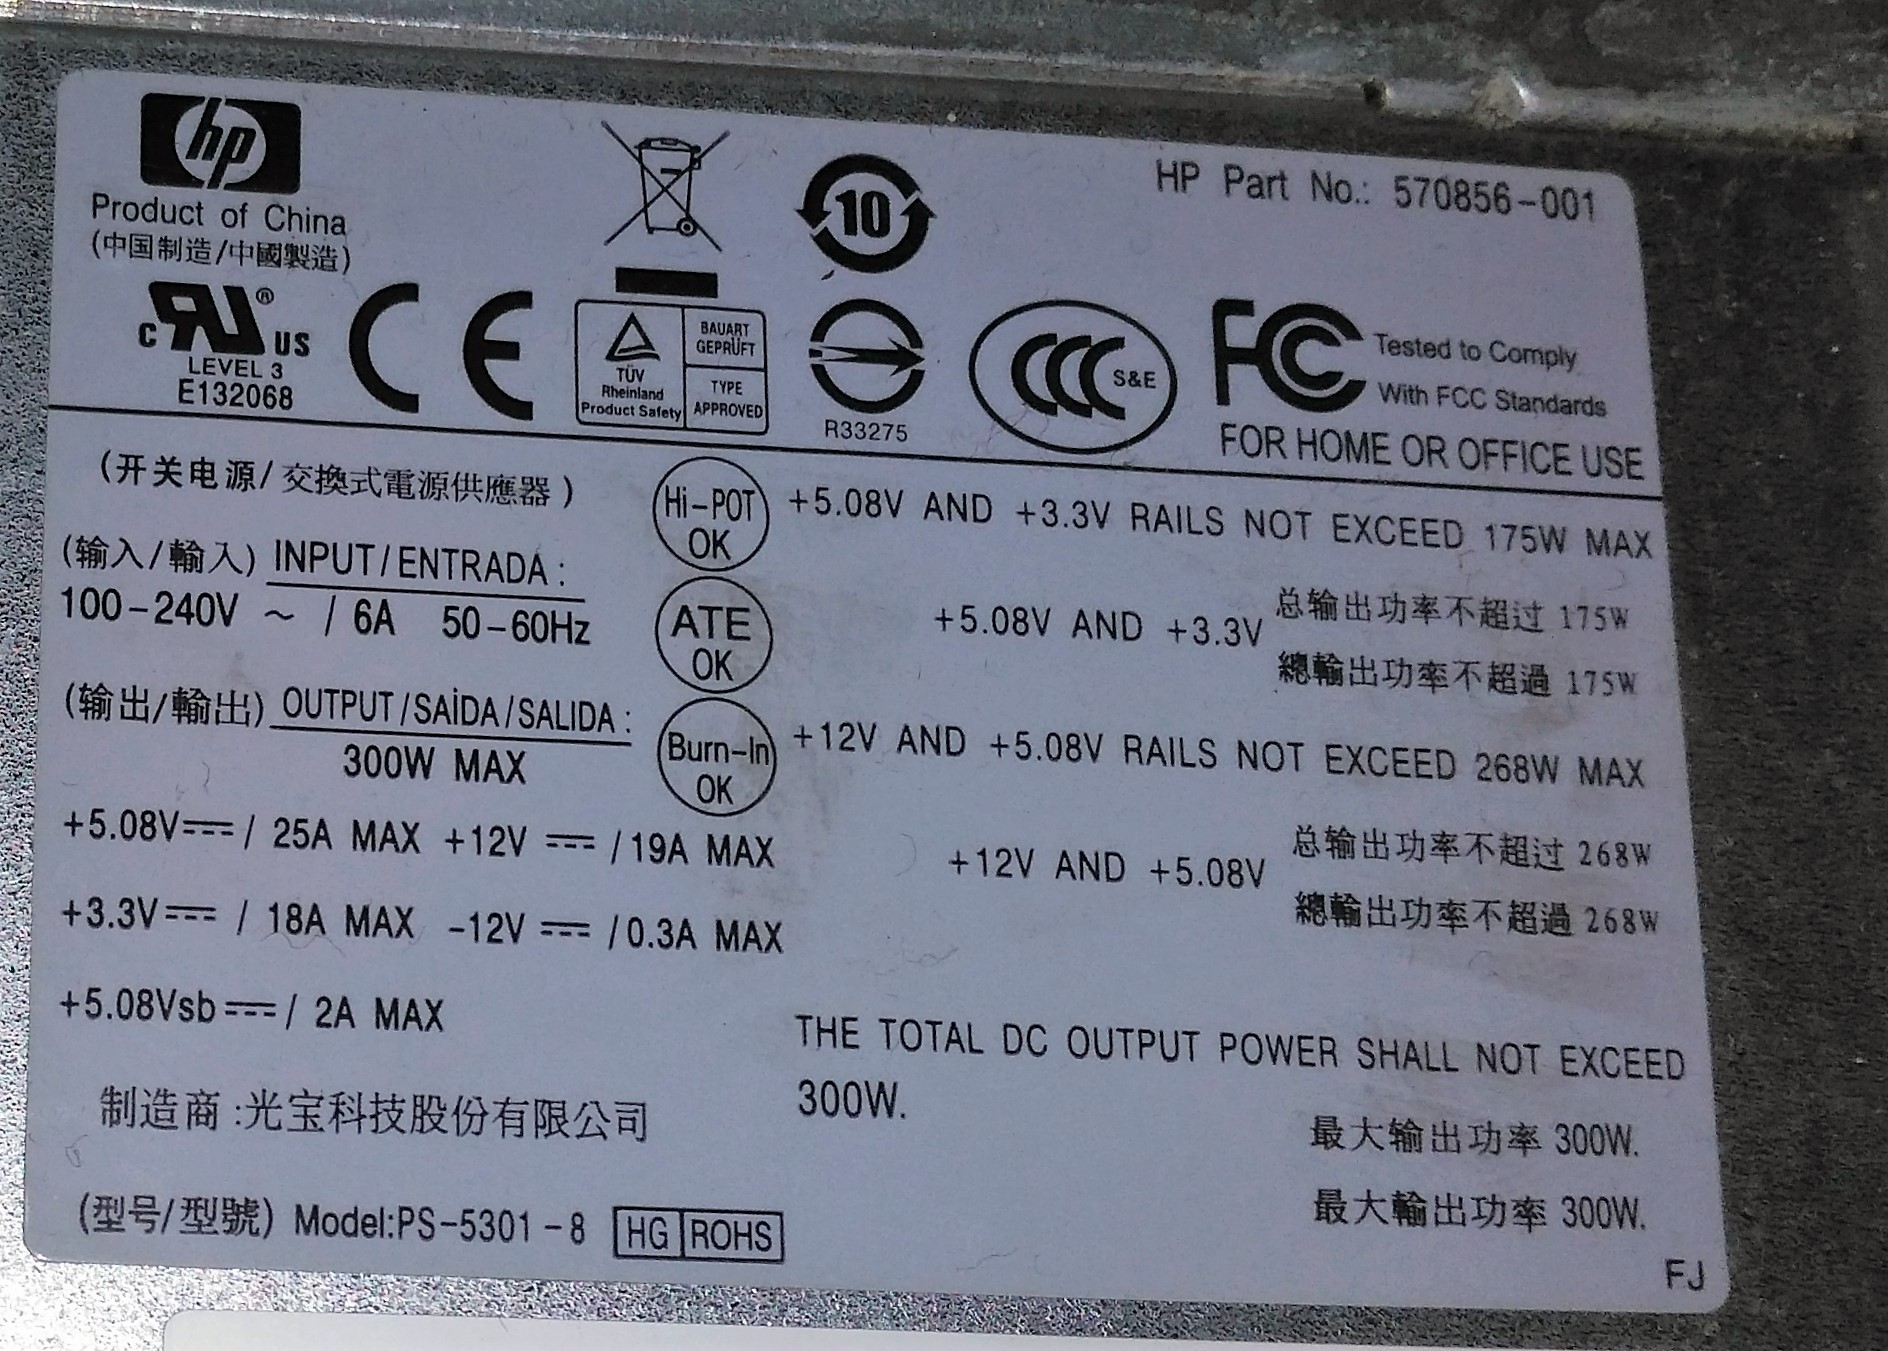 hp
10
HP Part No.: 570856-001
Product of China
(中国制造/中國製造)
c RU ® US
LEVEL 3
E132068
CE
TÜV
Rheinland
Product Safety
BAUART
GEPRÜFT
TYPE
APPROVED
R33275
CCC S&E
FC Tested to Comply
With FCC Standards
FOR HOME OR OFFICE USE
(开关电源/交換式電源供應器)
(输入/輸入) INPUT/ENTRADA:
100-240V ~ / 6A 50-60Hz
(输出/輸出) OUTPUT/SAİDA/SALIDA:
300W MAX
+5.08V⎓/ 25A MAX +12V ⎓/19A MAX
+3.3V⎓ / 18A MAX -12V ⎓ /0.3A MAX
+5.08Vsb⎓/ 2A MAX
制造商:光宝科技股份有限公司
(型号/型號) Model:PS-5301-8 HG ROHS
Hi-POT
OK
ATE
OK
Burn-In
OK
+5.08V AND +3.3V RAILS NOT EXCEED 175W MAX
+5.08V AND +3.3V 总输出功率不超过 175W
總輸出功率不超過 175W
+12V AND +5.08V RAILS NOT EXCEED 268W MAX
+12V AND +5.08V 总输出功率不超过 268W
總輸出功率不超過 268W
THE TOTAL DC OUTPUT POWER SHALL NOT EXCEED
300W.
最大输出功率 300W.
最大輸出功率 300W.
FJ